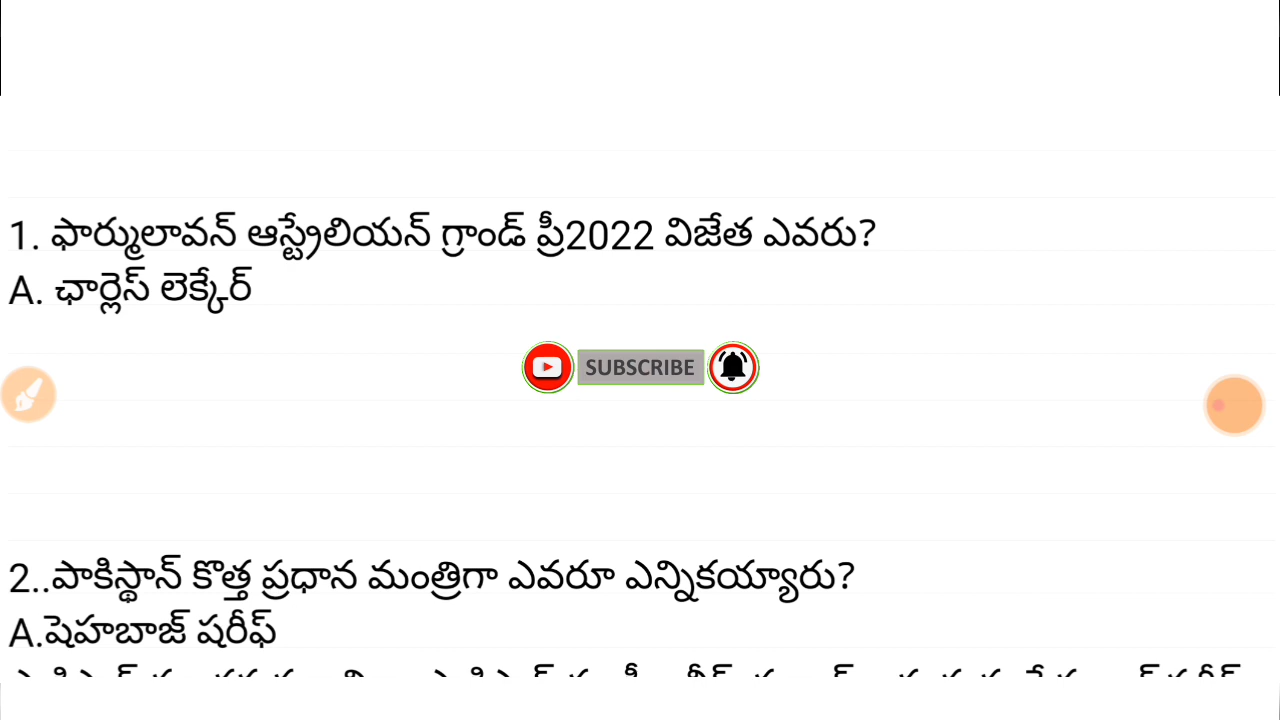 1. ఫార్ములావన్ ఆస్ట్రేలియన్ గ్రాండ్ ప్రీ2022 విజేత ఎవరు?
A. ఛార్లెస్ లెక్కేర్
SUBSCRIBE
2..పాకిస్థాన్ కొత్త ప్రధాన మంత్రిగా ఎవరూ ఎన్నికయ్యారు?
A.షెహబాజ్ షరీఫ్